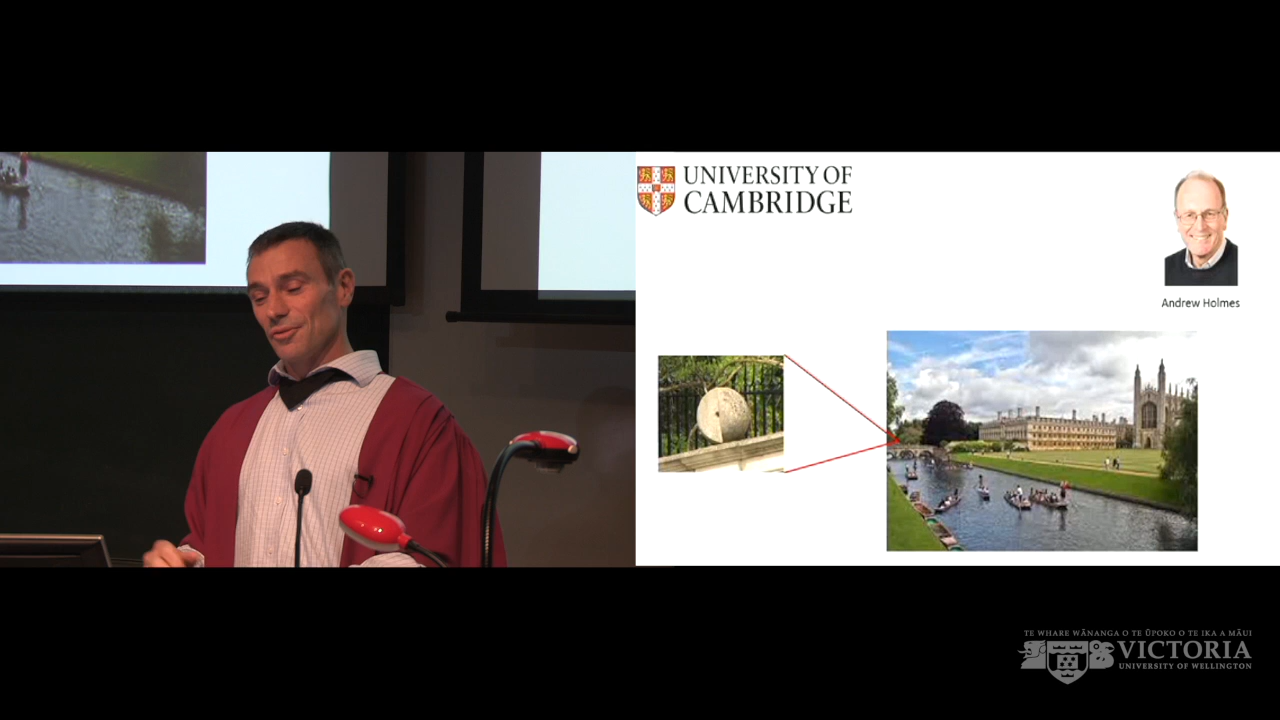 UNIVERSITY OF
CAMBRIDGE
Andrew Holmes
TE WHARE WĀNANGA O TE ŪPOKO O TE IKA A MĀUI
VICTORIA
UNIVERSITY OF WELLINGTON